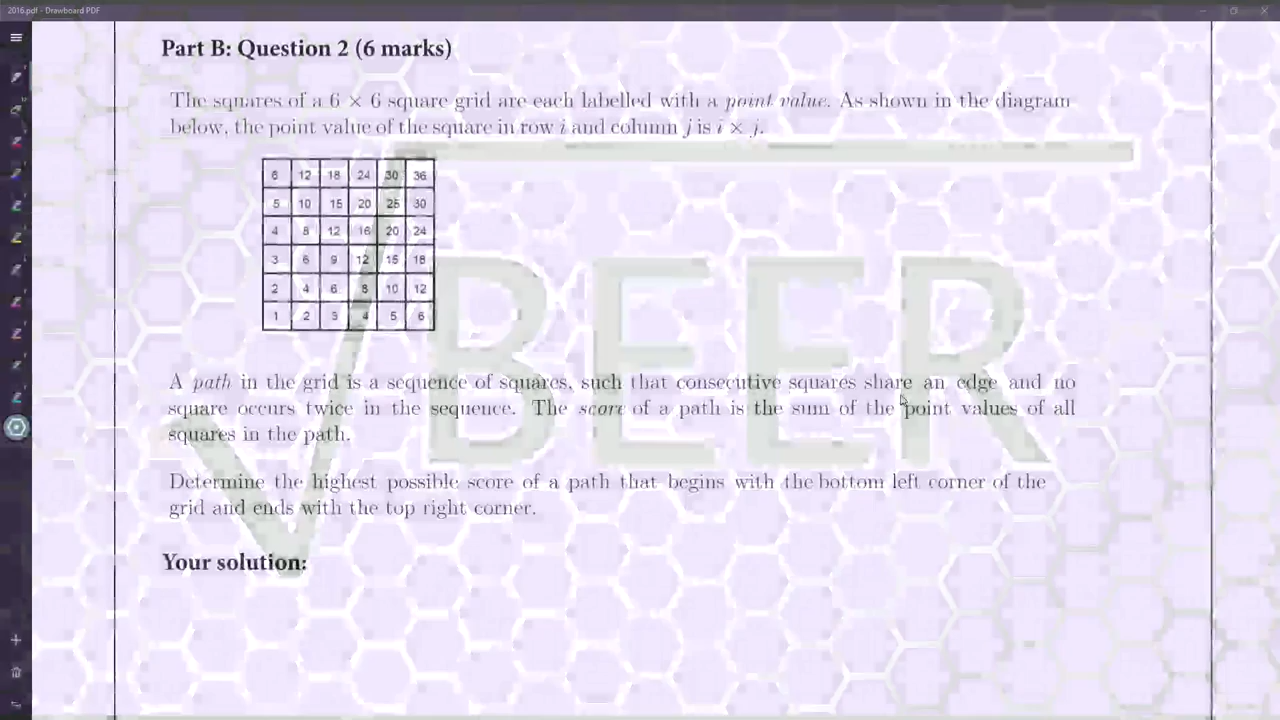 2016.pdf - Drawboard PDF
Part B: Question 2 (6 marks)
The squares of a 6 × 6 square grid are each labelled with a point value. As shown in the diagram
below, the point value of the square in row i and column j is i × j.
6 12 18 24 30 36
5 10 15 20 25 30
4 8 12 16 20 24
3 6 9 12 15 18
2 4 6 8 10 12
1 2 3 4 5 6
A path in the grid is a sequence of squares, such that consecutive squares share an edge and no
square occurs twice in the sequence. The score of a path is the sum of the point values of all
squares in the path.
Determine the highest possible score of a path that begins with the bottom left corner of the
grid and ends with the top right corner.
Your solution:
√BEER